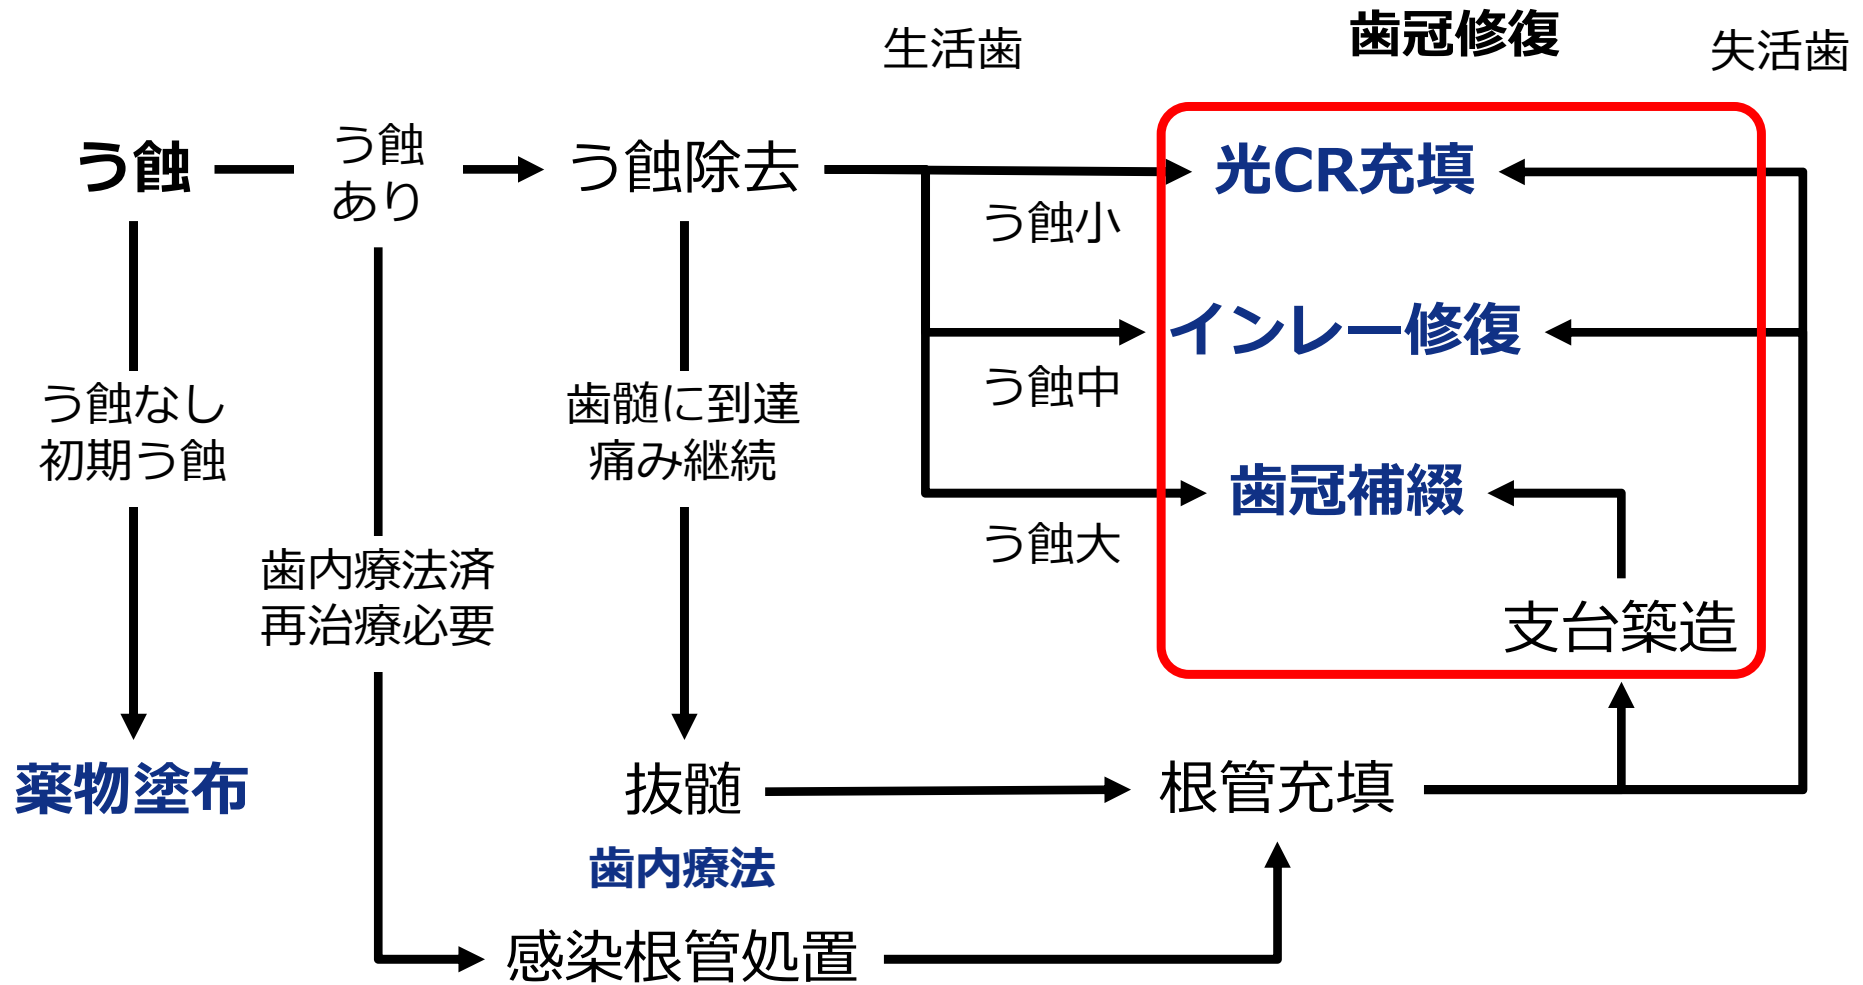 生活歯
歯冠修復
失活歯
う蝕
う蝕
あり
う蝕除去
光CR充填
う蝕小
インレー修復
う蝕中
う蝕なし
初期う蝕
歯髄に到達
痛み継続
歯冠補綴
う蝕大
歯内療法済
再治療必要
支台築造
薬物塗布
抜髄
根管充填
歯内療法
感染根管処置